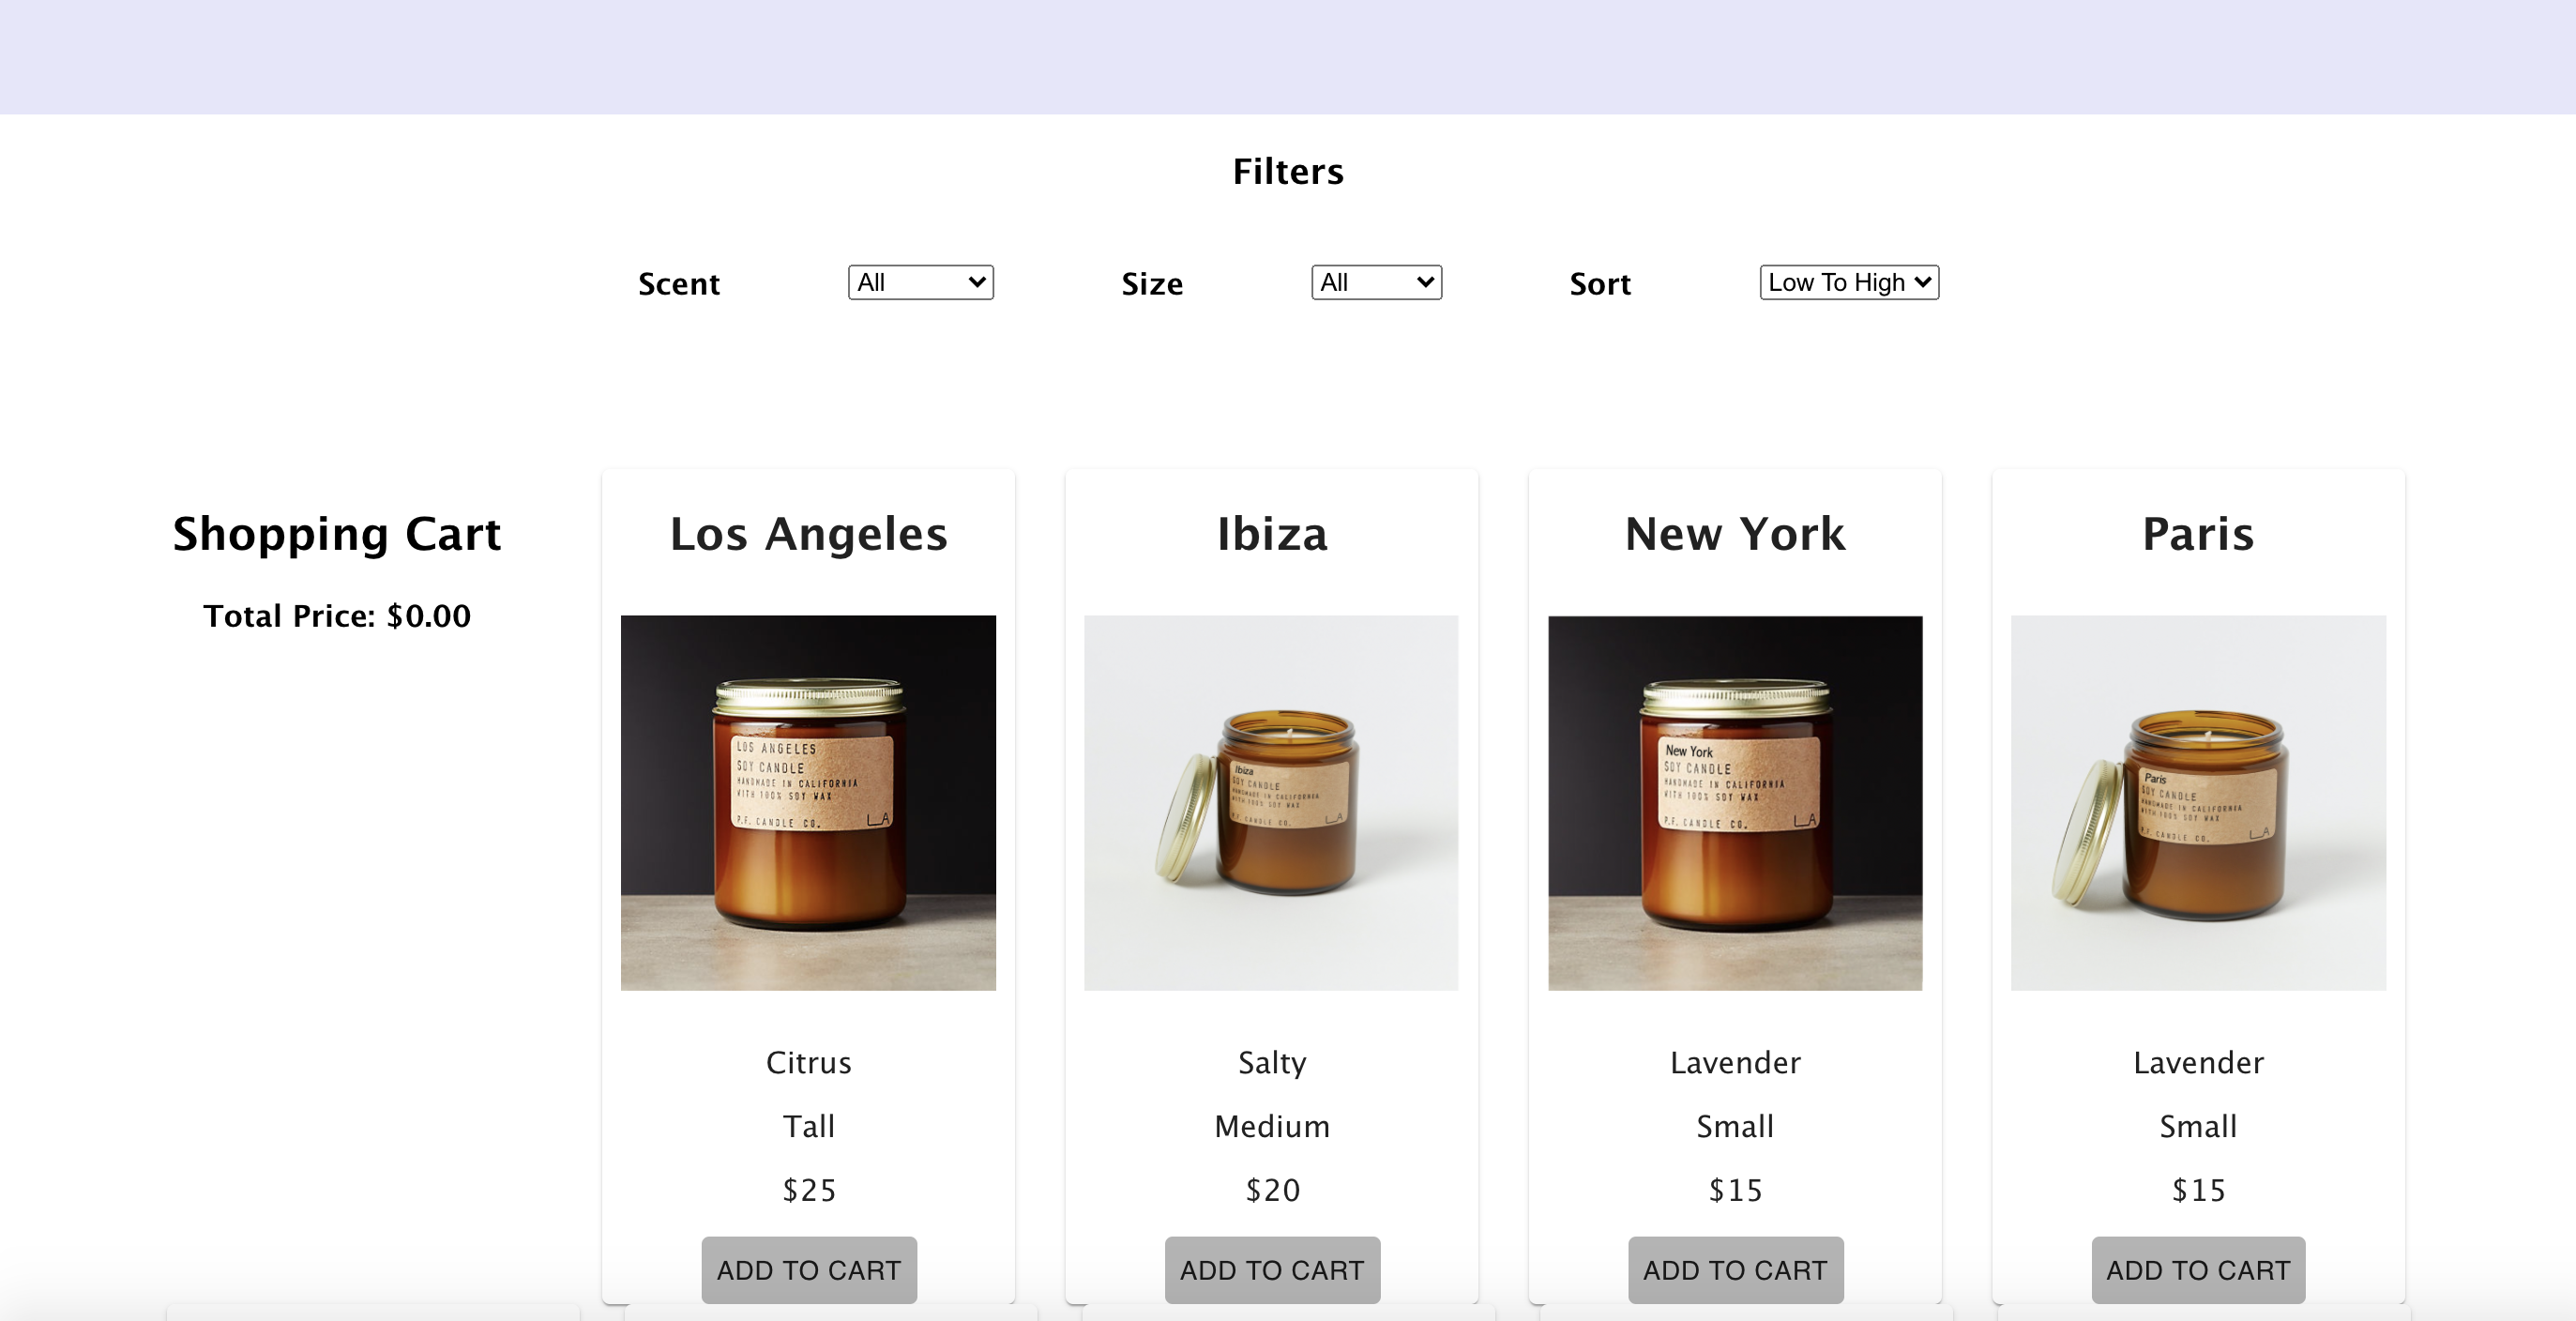 Filters
Scent All Size All Sort Low To High
Shopping Cart
Total Price: $0.00
Los Angeles
LOS ANGELES
SOY CANDLE
HANDMADE IN CALIFORNIA
WITH 100% SOY WAX
P.F. CANDLE CO. LA
Citrus
Tall
$25
ADD TO CART
Ibiza
Ibiza
SOY CANDLE
HANDMADE IN CALIFORNIA
WITH 100% SOY WAX
P.F. CANDLE CO. LA
Salty
Medium
$20
ADD TO CART
New York
New York
SOY CANDLE
HANDMADE IN CALIFORNIA
WITH 100% SOY WAX
P.F. CANDLE CO. LA
Lavender
Small
$15
ADD TO CART
Paris
Paris
SOY CANDLE
HANDMADE IN CALIFORNIA
WITH 100% SOY WAX
P.F. CANDLE CO. LA
Lavender
Small
$15
ADD TO CART